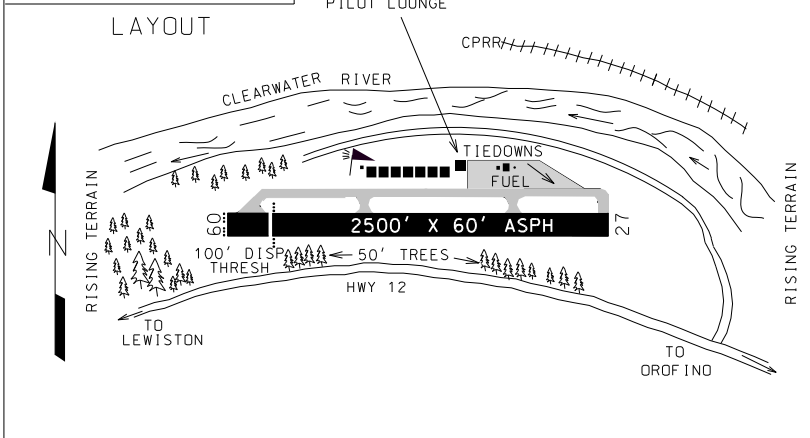 PILOT LOUNGE
LAYOUT
CPRR
CLEARWATER RIVER
TIEDOWNS
FUEL
RISING TERRAIN
N
09
2500' X 60' ASPH
27
RISING TERRAIN
100' DISP
THRESH
50' TREES
HWY 12
TO
LEWISTON
TO
OROFINO